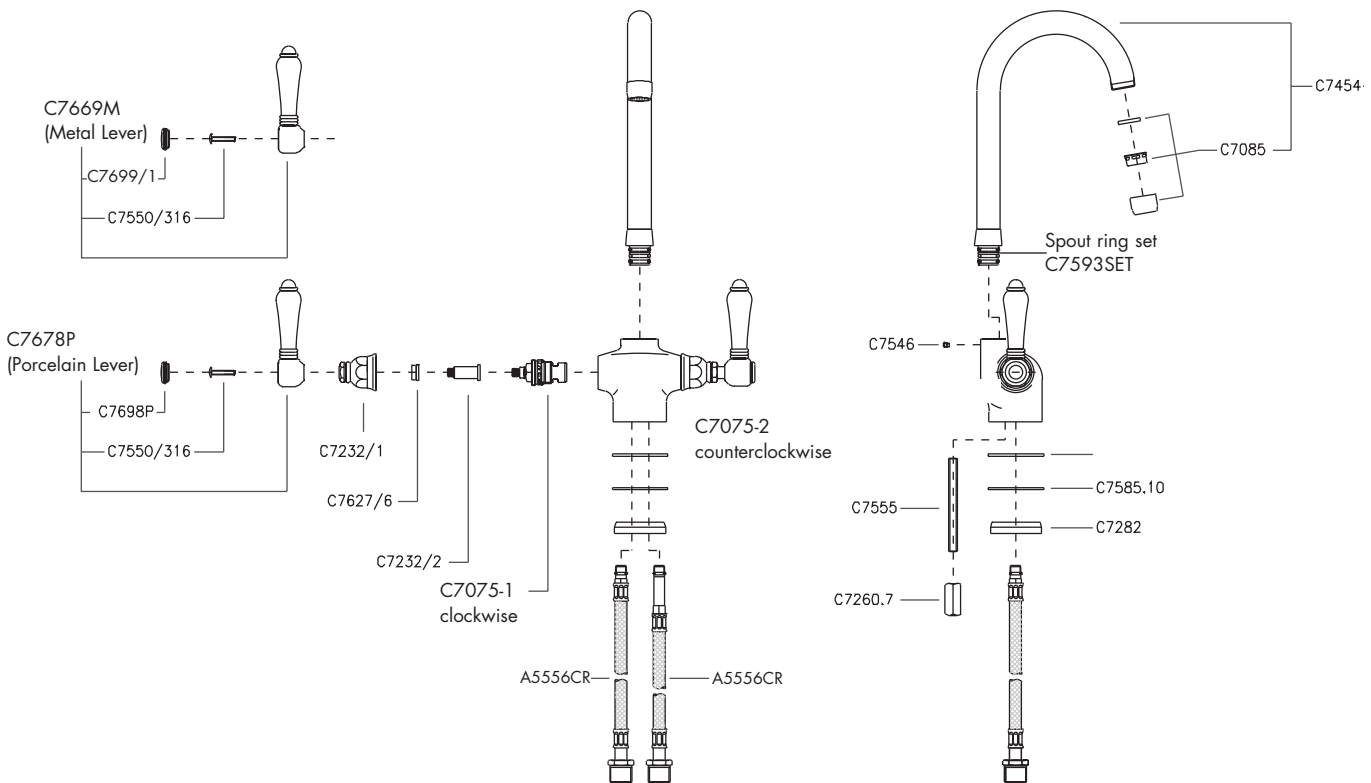 C7669M
(Metal Lever)
C7699/1
C7550/316
C7678P
(Porcelain Lever)
C7698P
C7550/316
C7232/1
C7627/6
C7232/2
C7075-1
clockwise
C7075-2
counterclockwise
A5556CR
A5556CR
C7454-
C7085
Spout ring set
C7593SET
C7546
C7555
C7585.10
C7282
C7260.7